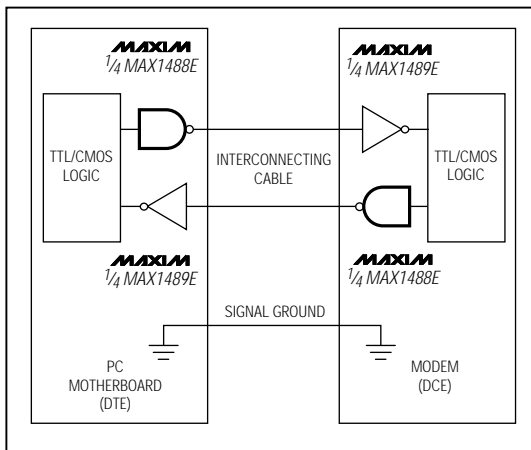 MAXIM
1/4 MAX1488E
MAXIM
1/4 MAX1489E
TTL/CMOS
LOGIC
INTERCONNECTING
CABLE
TTL/CMOS
LOGIC
MAXIM
1/4 MAX1489E
MAXIM
1/4 MAX1488E
SIGNAL GROUND
PC
MOTHERBOARD
(DTE)
MODEM
(DCE)